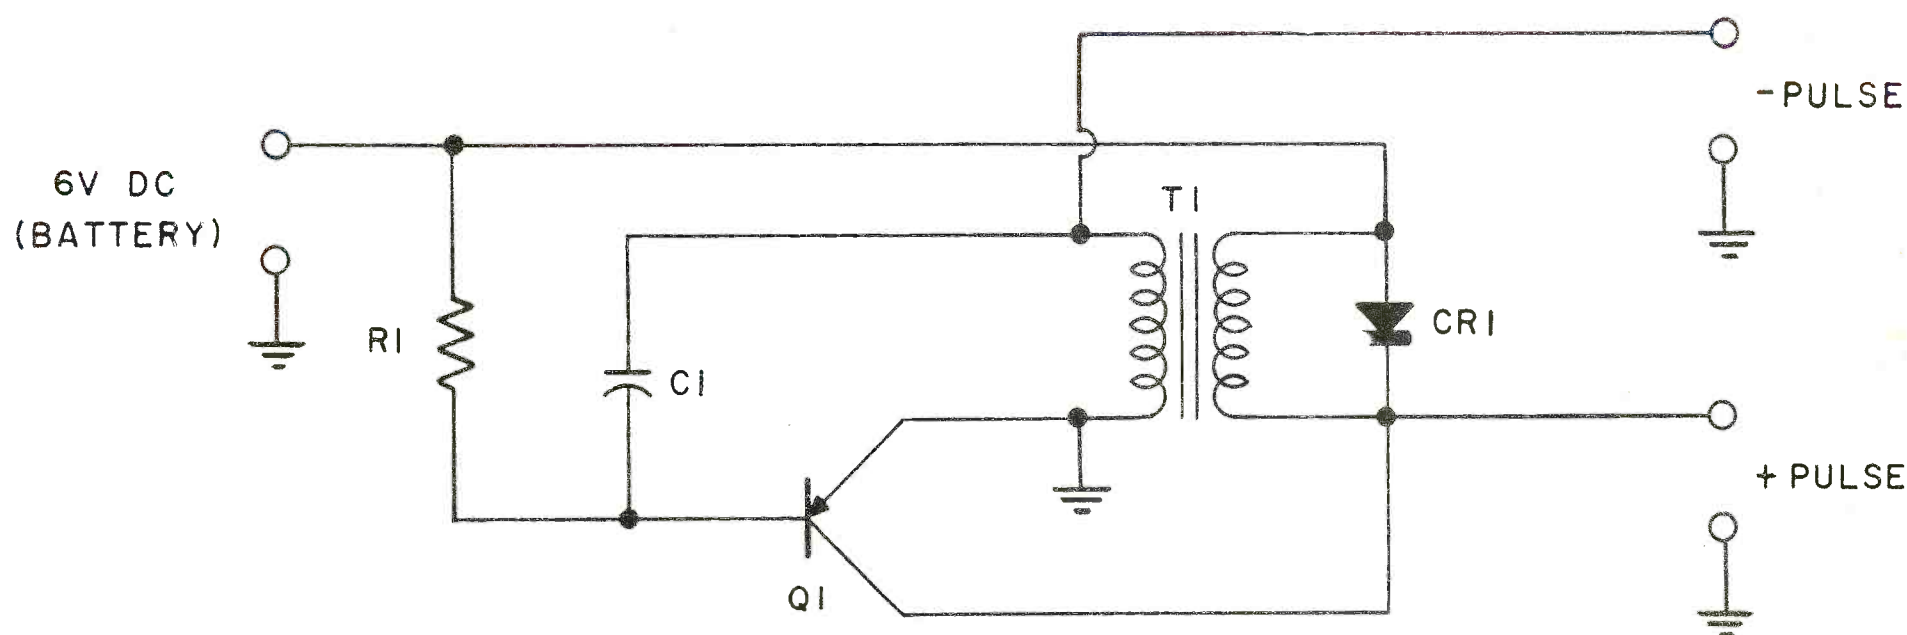 - PULSE
6V DC
(BATTERY)
T1
CR1
R1
C1
+ PULSE
Q1